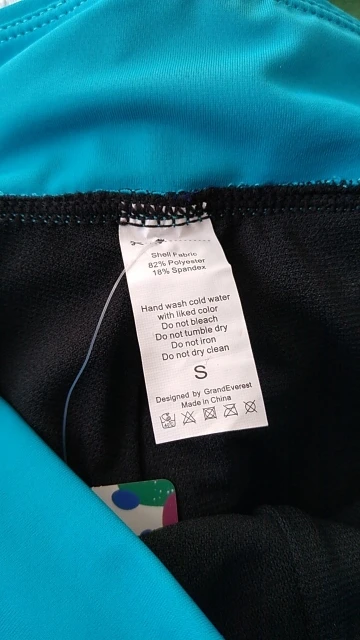 Shell Fabric
82% Polyester
18% Spandex
Hand wash cold water
with liked color
Do not bleach
Do not tumble dry
Do not iron
Do not dry clean
S
Designed by GrandEverest
Made in China